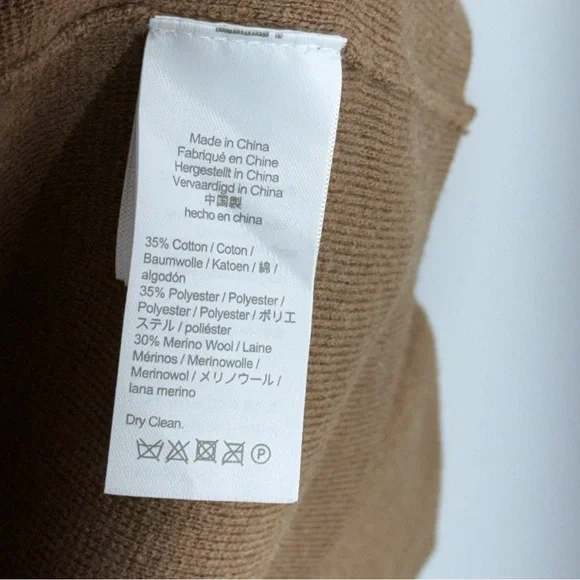 Made in China
Fabriqué en Chine
Hergestellt in China
Vervaardigd in China
中国製
hecho en china
35% Cotton / Coton /
Baumwolle / Katoen / 綿 /
algodón
35% Polyester / Polyester /
Polyester / Polyester / ポリエ
ステル / poliéster
30% Merino Wool / Laine
Mérinos / Merinowolle /
Merinowol / メリノウール /
lana merino
Dry Clean.
P